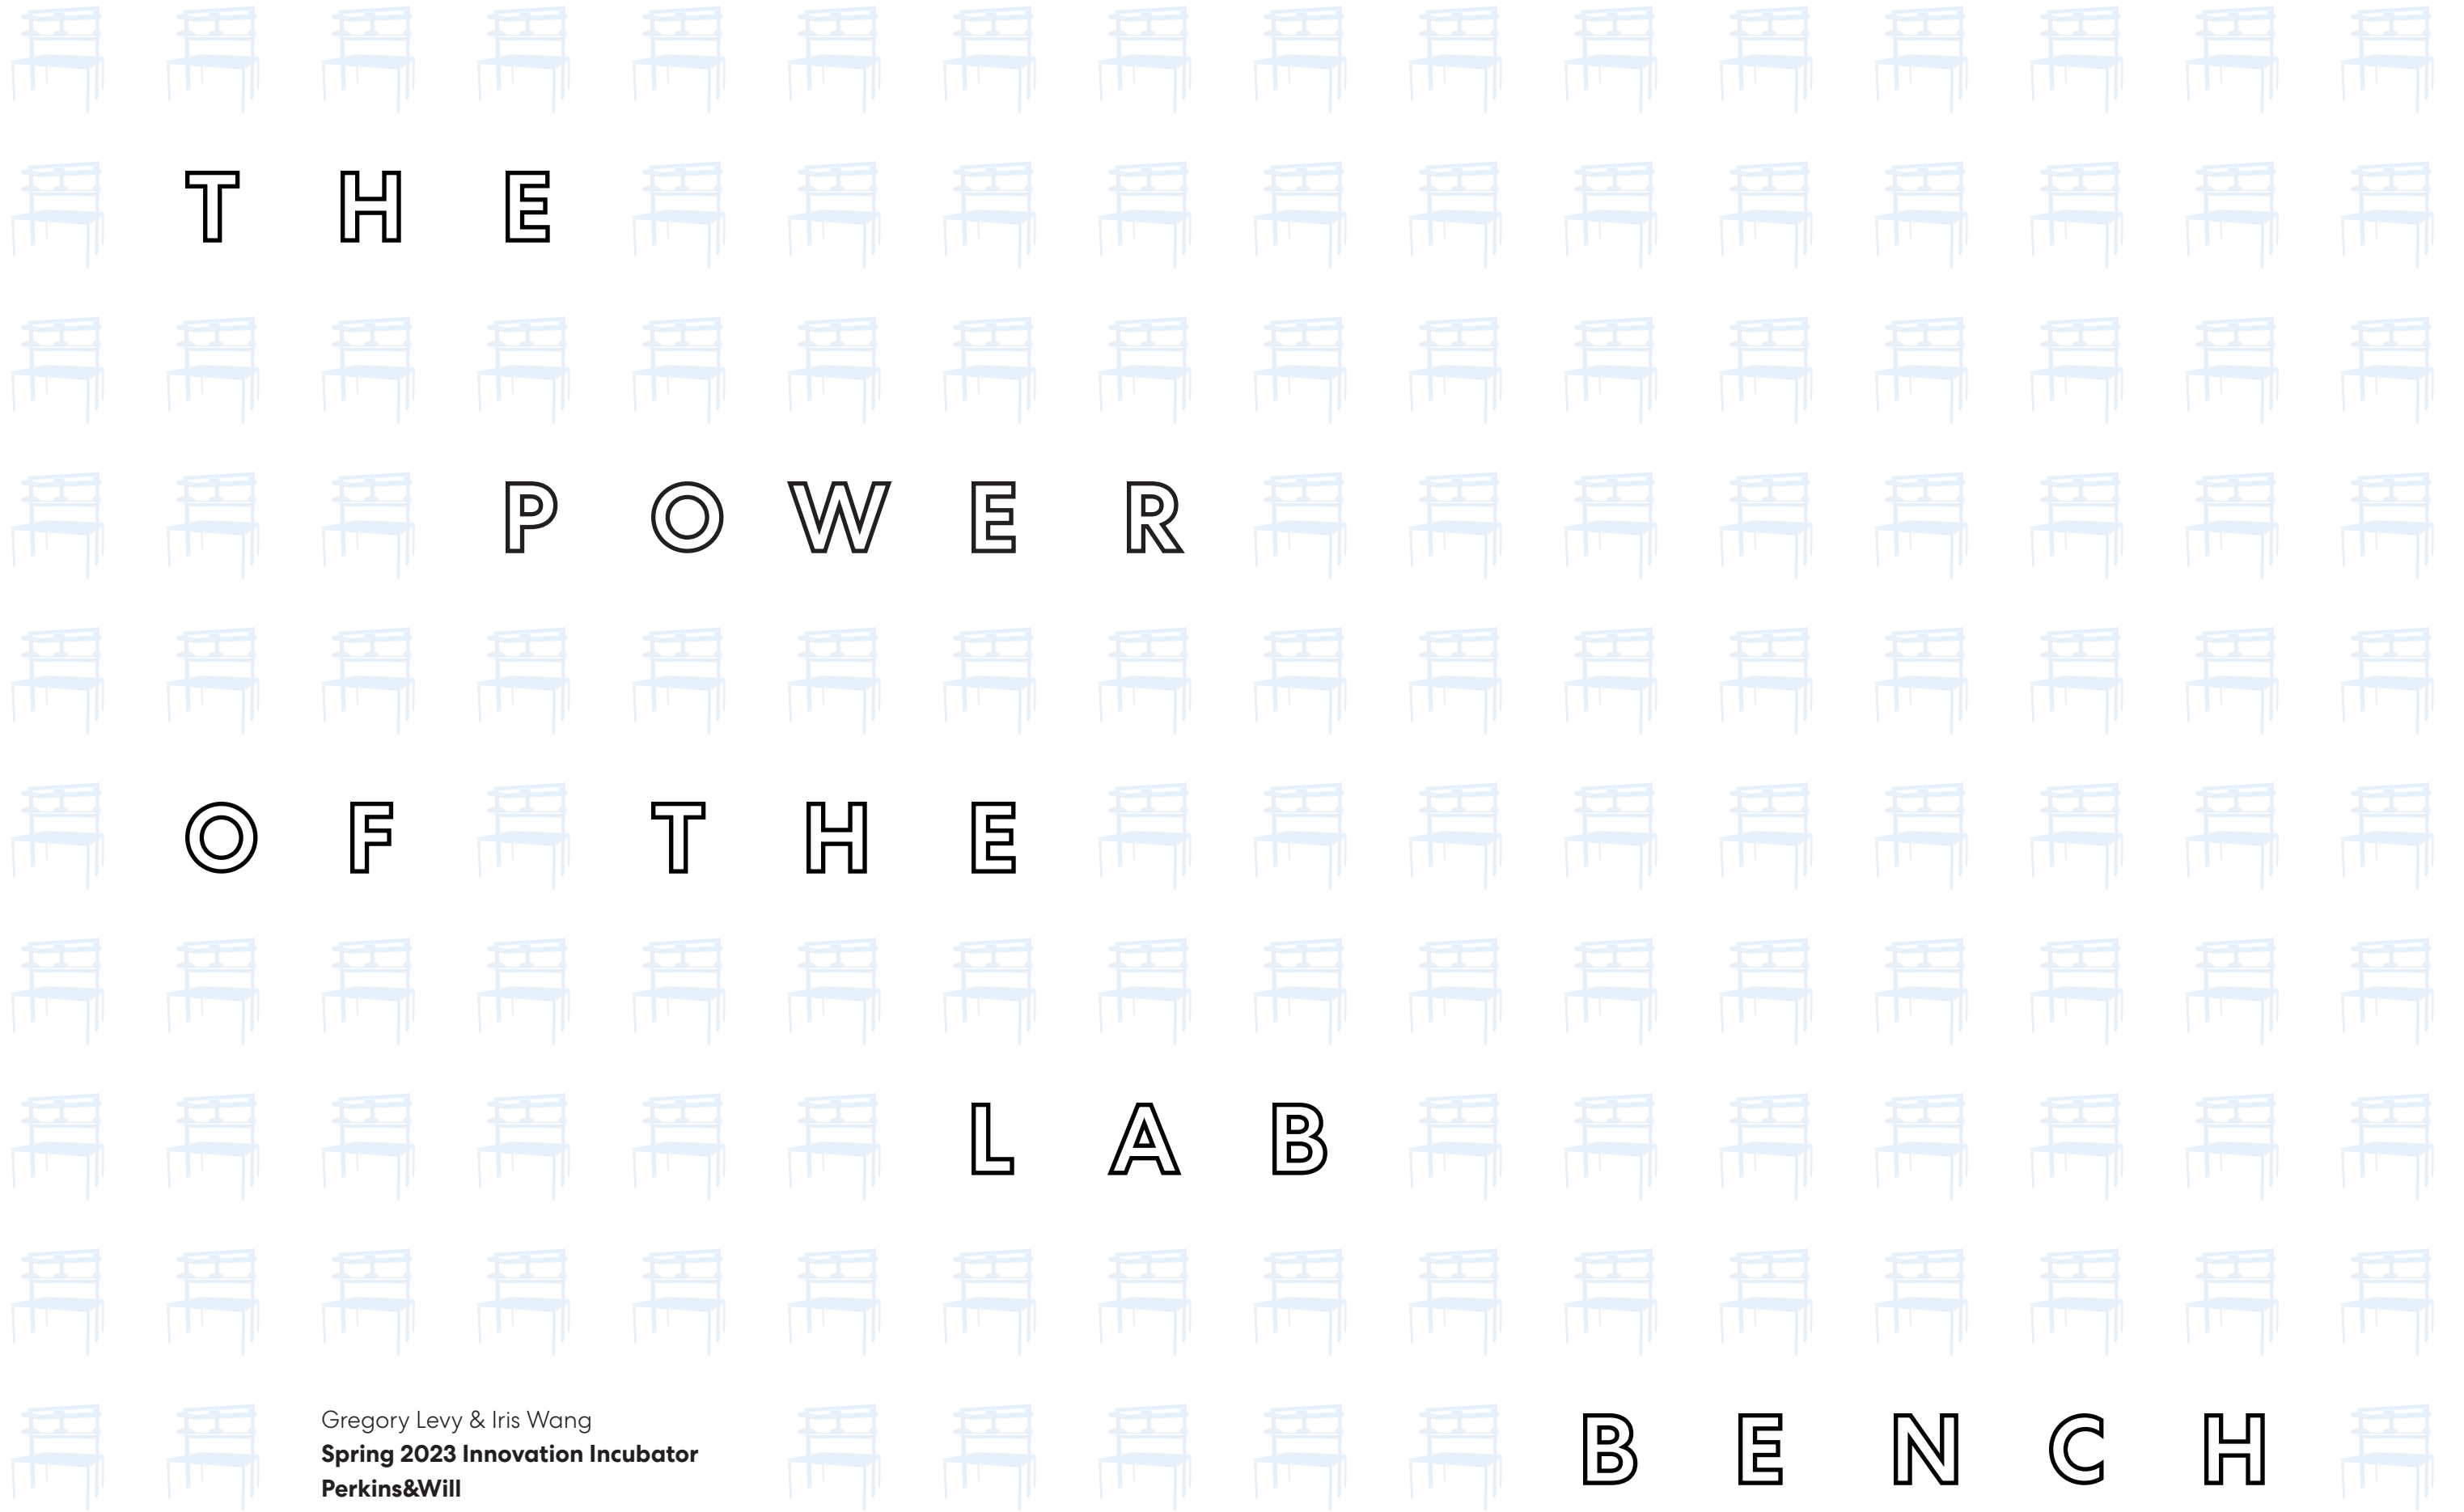 THE
POWER
OF THE
LAB
BENCH
Gregory Levy & Iris Wang
Spring 2023 Innovation Incubator
Perkins&Will